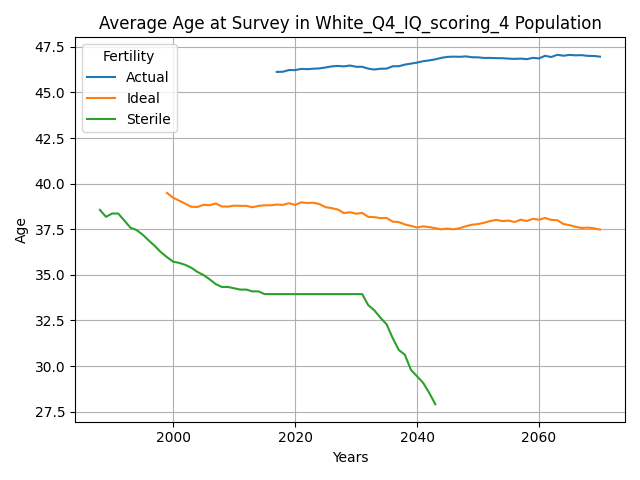 Average Age at Survey in White_Q4_IQ_scoring_4 Population
Fertility
Actual
Ideal
Sterile
47.5
45.0
42.5
40.0
37.5
35.0
32.5
30.0
27.5
Age
2000
2020
2040
2060
Years